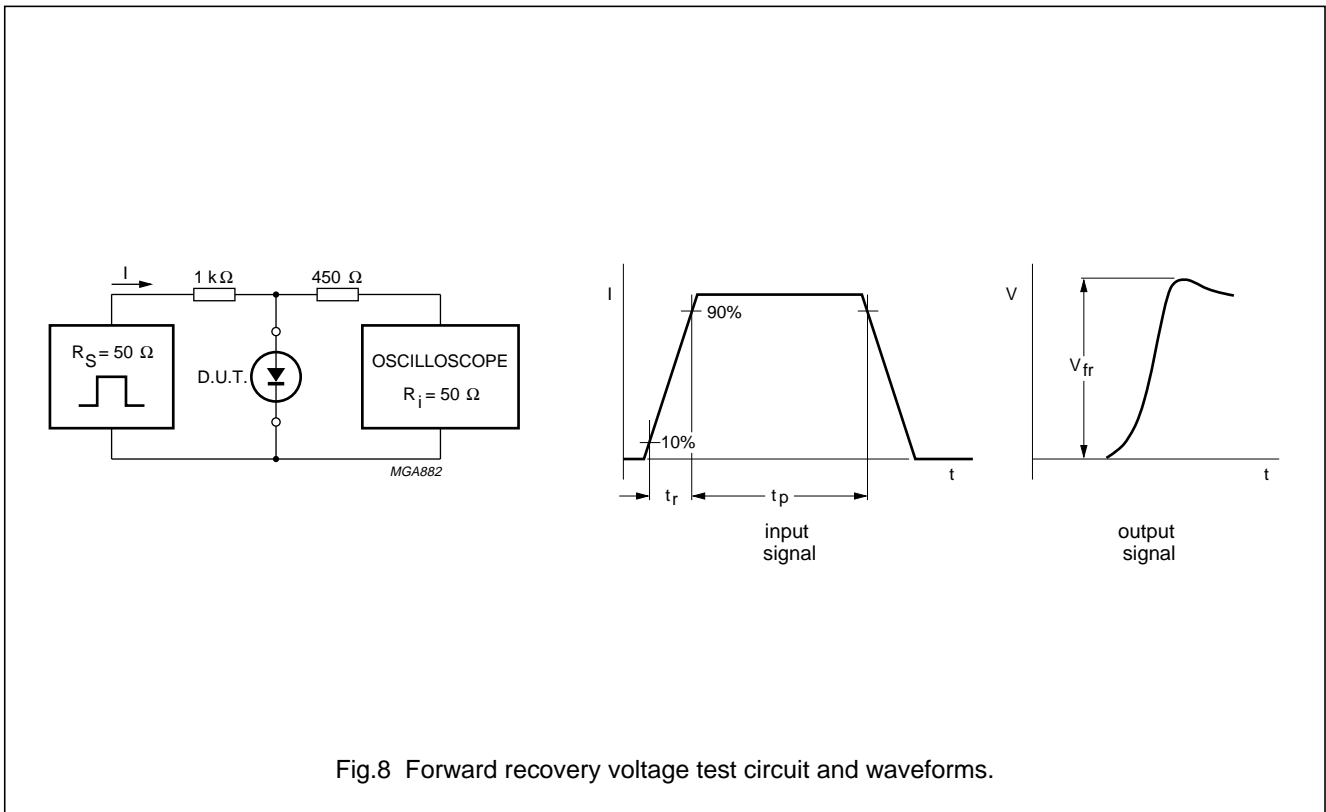 I
1 kΩ
450 Ω
R_S = 50 Ω
D.U.T.
OSCILLOSCOPE
R_i = 50 Ω
MGA882
I
90%
10%
t
t_r
t_p
input
signal
V
V_fr
t
output
signal
Fig.8 Forward recovery voltage test circuit and waveforms.